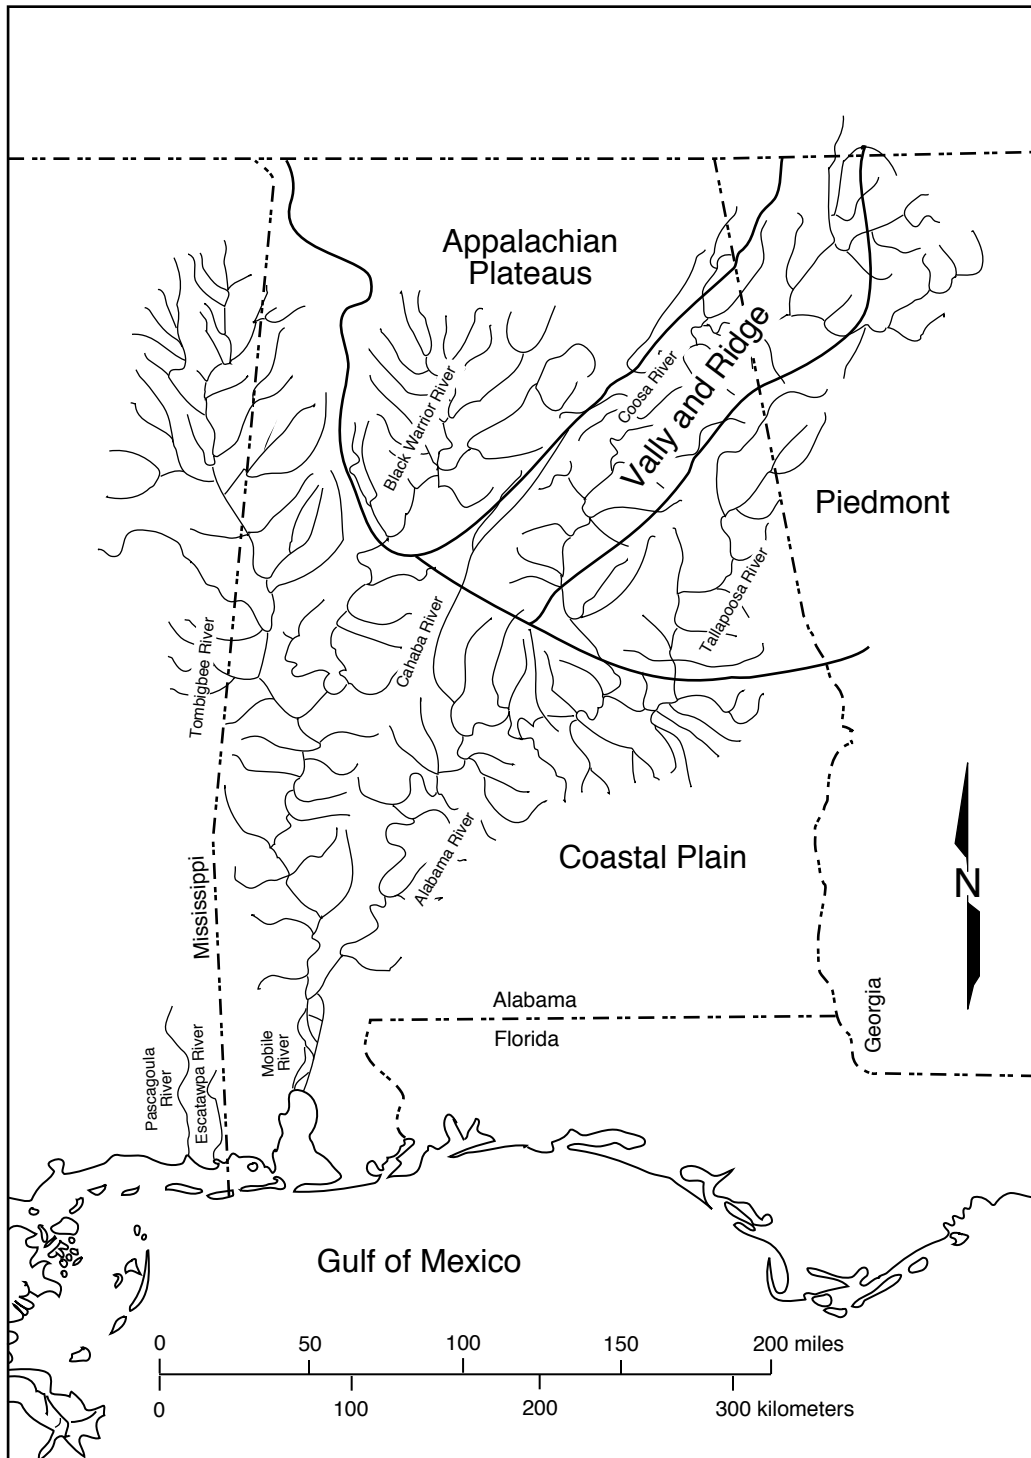 Appalachian
Plateaus
Coosa River
Vally and Ridge
Black Warrior River
Piedmont
Tallapoosa River
Cahaba River
Tombigbee River
Alabama River
Coastal Plain
N
Mississippi
Alabama
Florida
Georgia
Mobile
River
Pascagoula
River
Escatawpa River
Gulf of Mexico
0 50 100 150 200 miles
0 100 200 300 kilometers